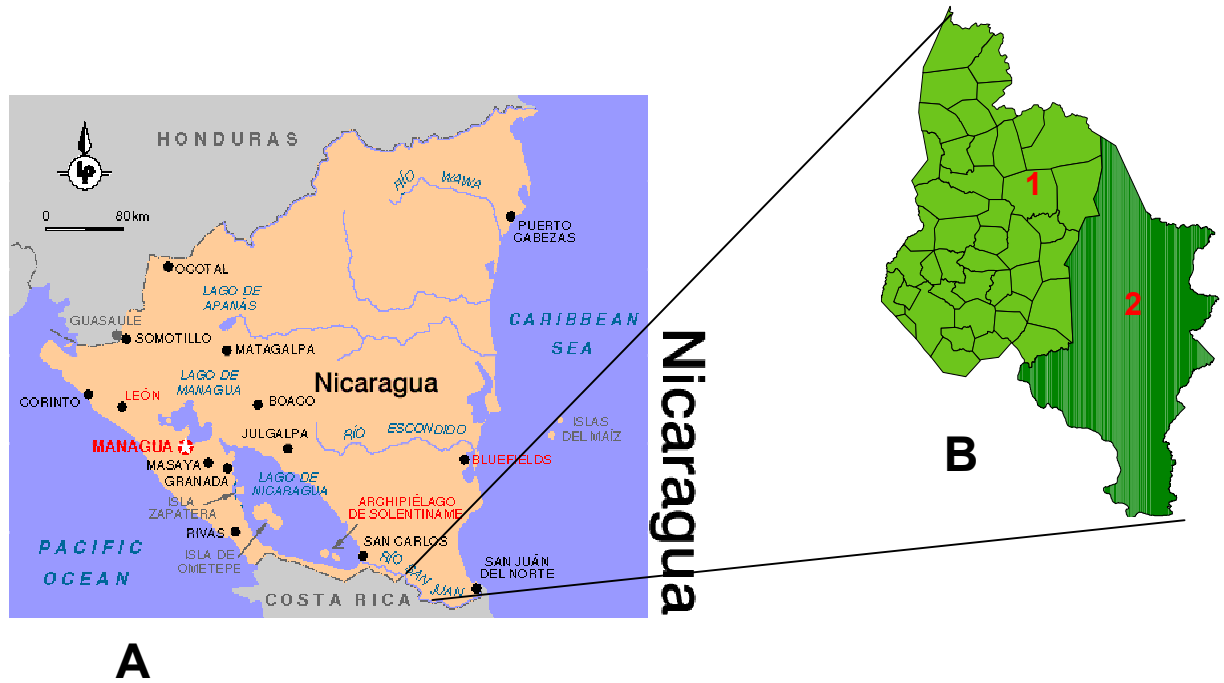 HONDURAS
lp
0 80km
RÍO WAWA
PUERTO
CABEZAS
OCOTAL
LAGO DE
APANÁS
GUASAULE
SOMOTILLO
MATAGALPA
CARIBBEAN
SEA
LAGO DE
MANAGUA
Nicaragua
CORINTO
LEÓN
BOACO
ISLAS
DEL MAÍZ
JUIGALPA
RÍO ESCONDIDO
MANAGUA
MASAYA
GRANADA
BLUEFIELDS
LAGO DE
NICARAGUA
ISLA
ZAPATERA
ARCHIPIÉLAGO
DE SOLENTINAME
RIVAS
SAN CARLOS
PACIFIC
OCEAN
ISLA DE
OMETEPE
RÍO SAN JUAN
SAN JUÁN
DEL NORTE
COSTA RICA
A
Nicaragua
1
2
B